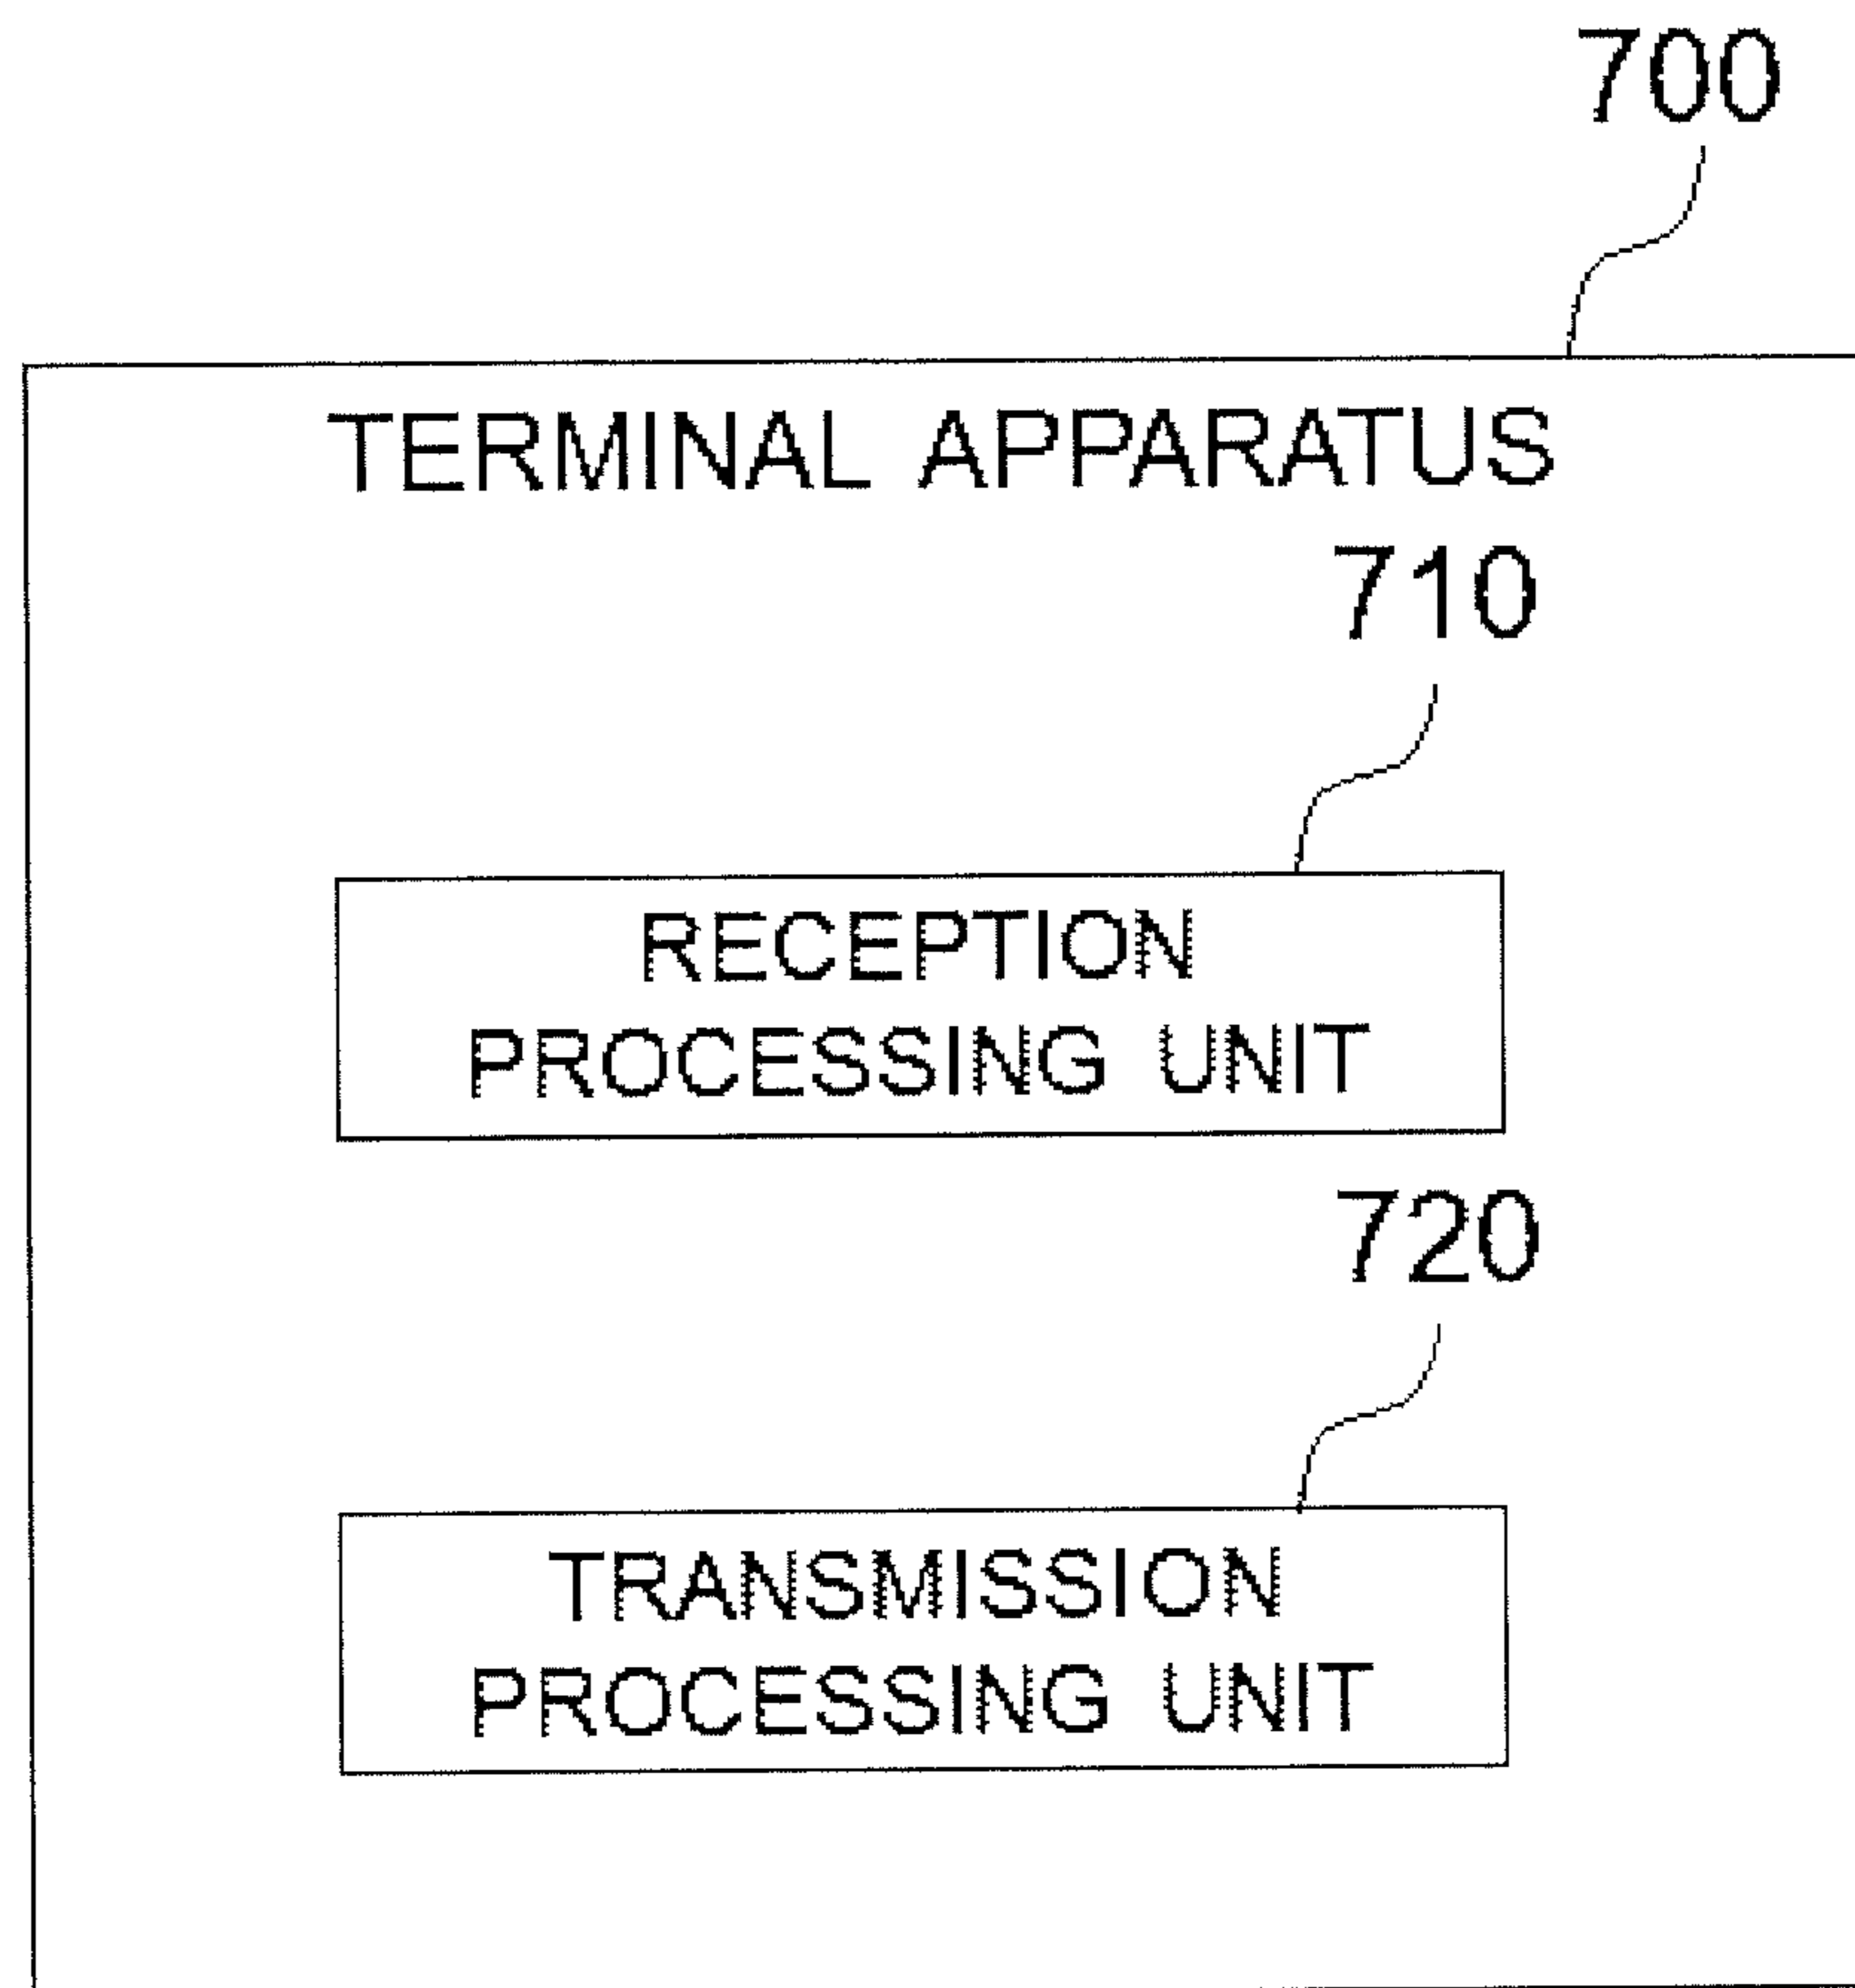 700
TERMINAL APPARATUS
710
RECEPTION
PROCESSING UNIT
720
TRANSMISSION
PROCESSING UNIT